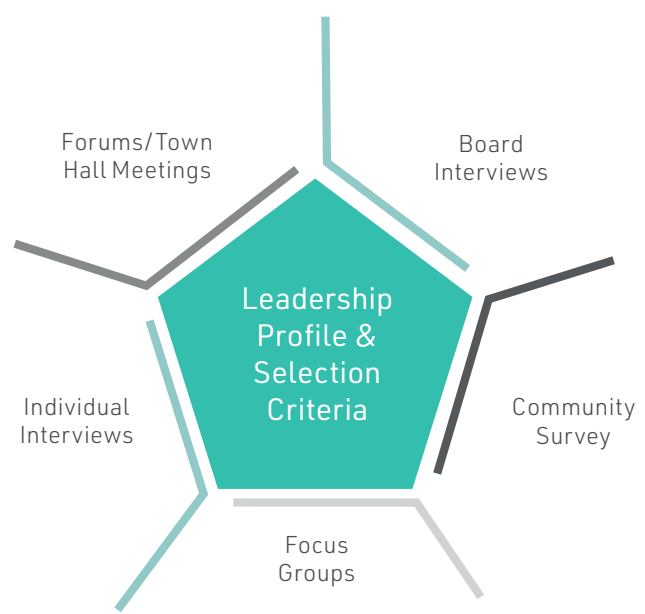 Forums/Town
Hall Meetings
Board
Interviews
Leadership
Profile &
Selection
Criteria
Individual
Interviews
Community
Survey
Focus
Groups